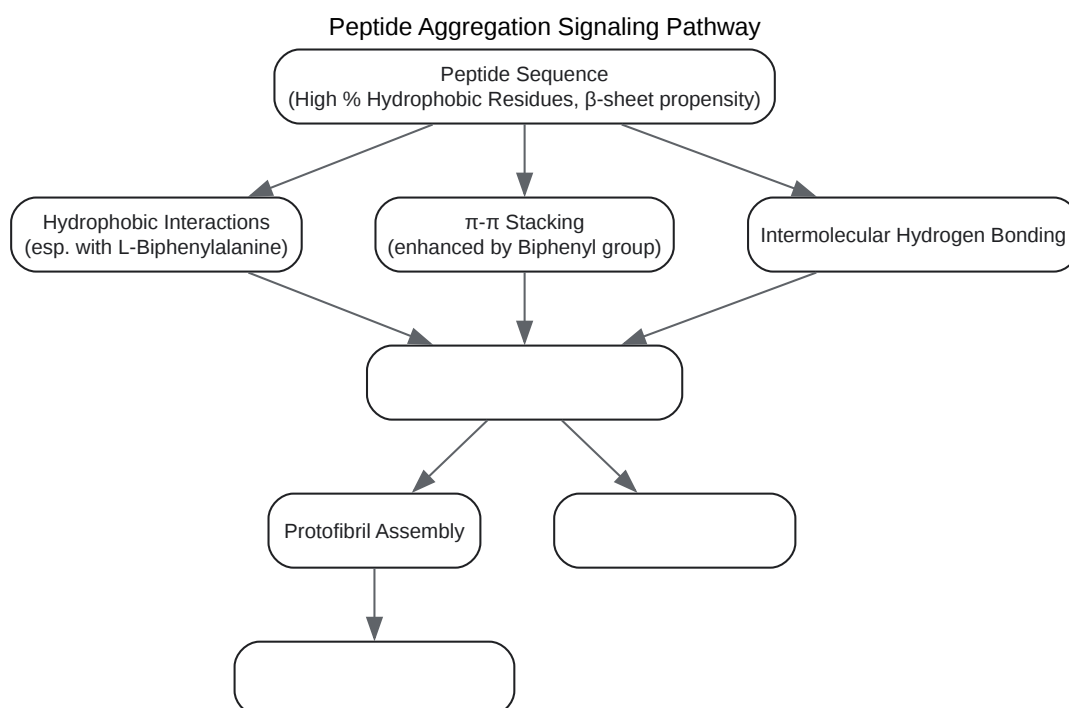 Peptide Aggregation Signaling Pathway
Peptide Sequence
(High % Hydrophobic Residues, β-sheet propensity)
Hydrophobic Interactions
(esp. with L-Biphenylalanine)
π-π Stacking
(enhanced by Biphenyl group)
Intermolecular Hydrogen Bonding
Protofibril Assembly